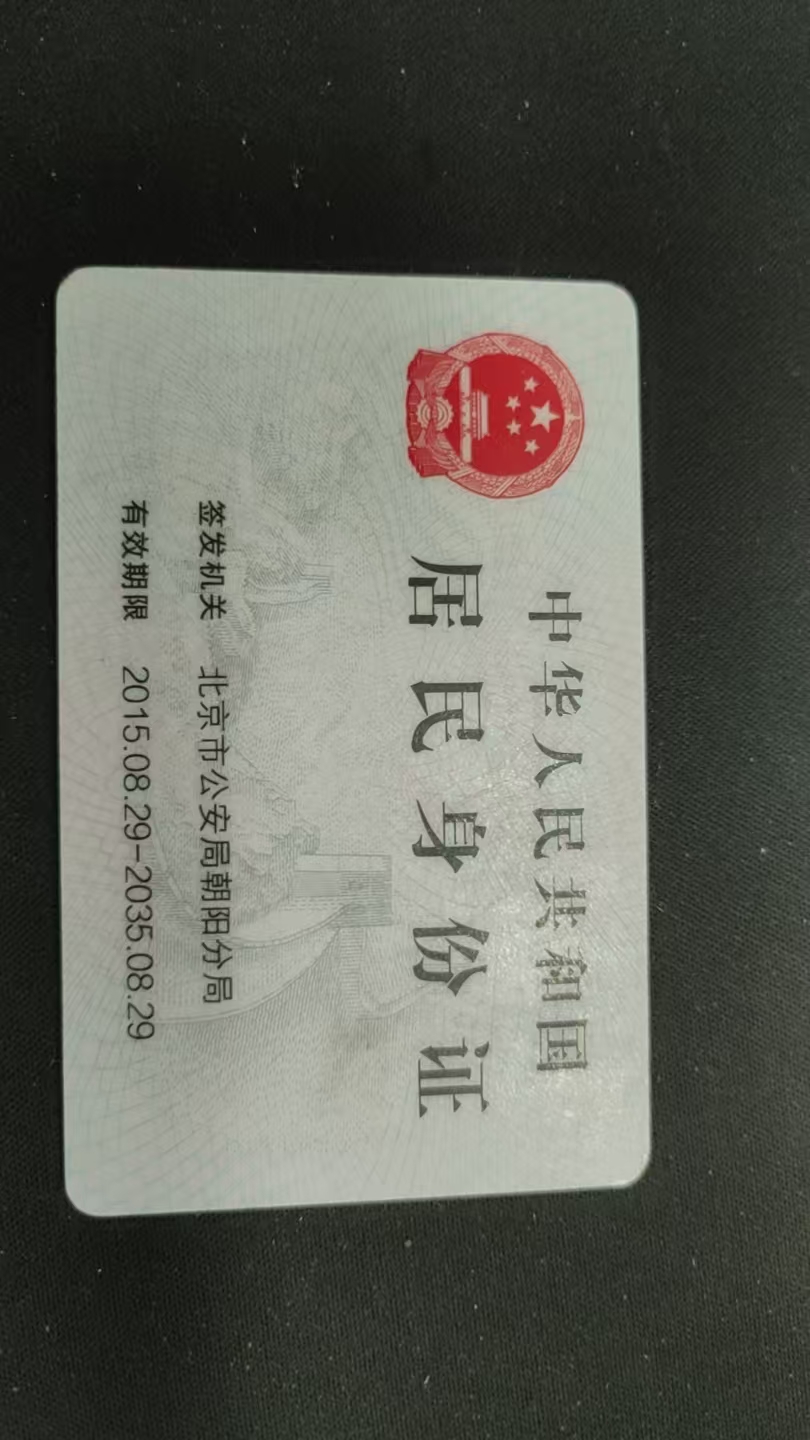 中华人民共和国
居民身份证
签发机关 北京市公安局朝阳分局
有效期限 2015.08.29-2035.08.29